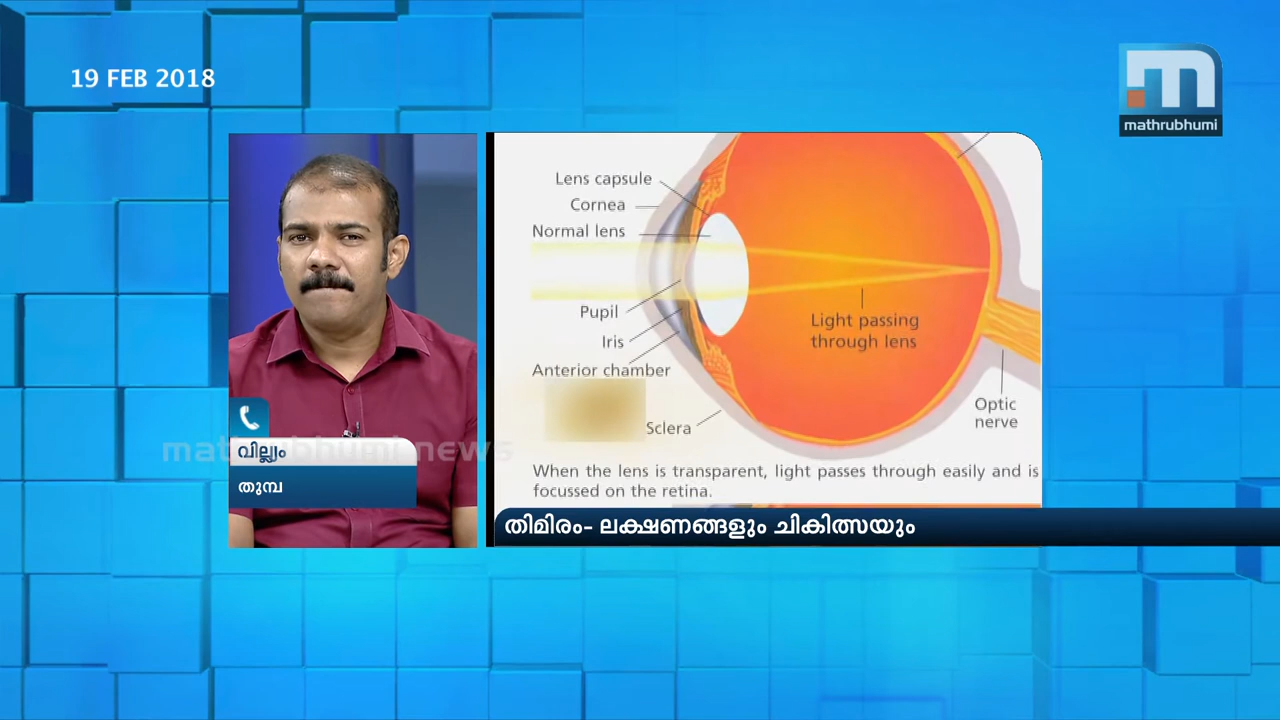 19 FEB 2018
mathrubhumi
Lens capsule
Cornea
Normal lens
Pupil
Iris
Anterior chamber
Sclera
Light passing
through lens
Optic
nerve
When the lens is transparent, light passes through easily and is
focussed on the retina.
mathrubhumi news
വില്ല്യം
തുമ്പ
തിമിരം- ലക്ഷണങ്ങളും ചികിത്സയും